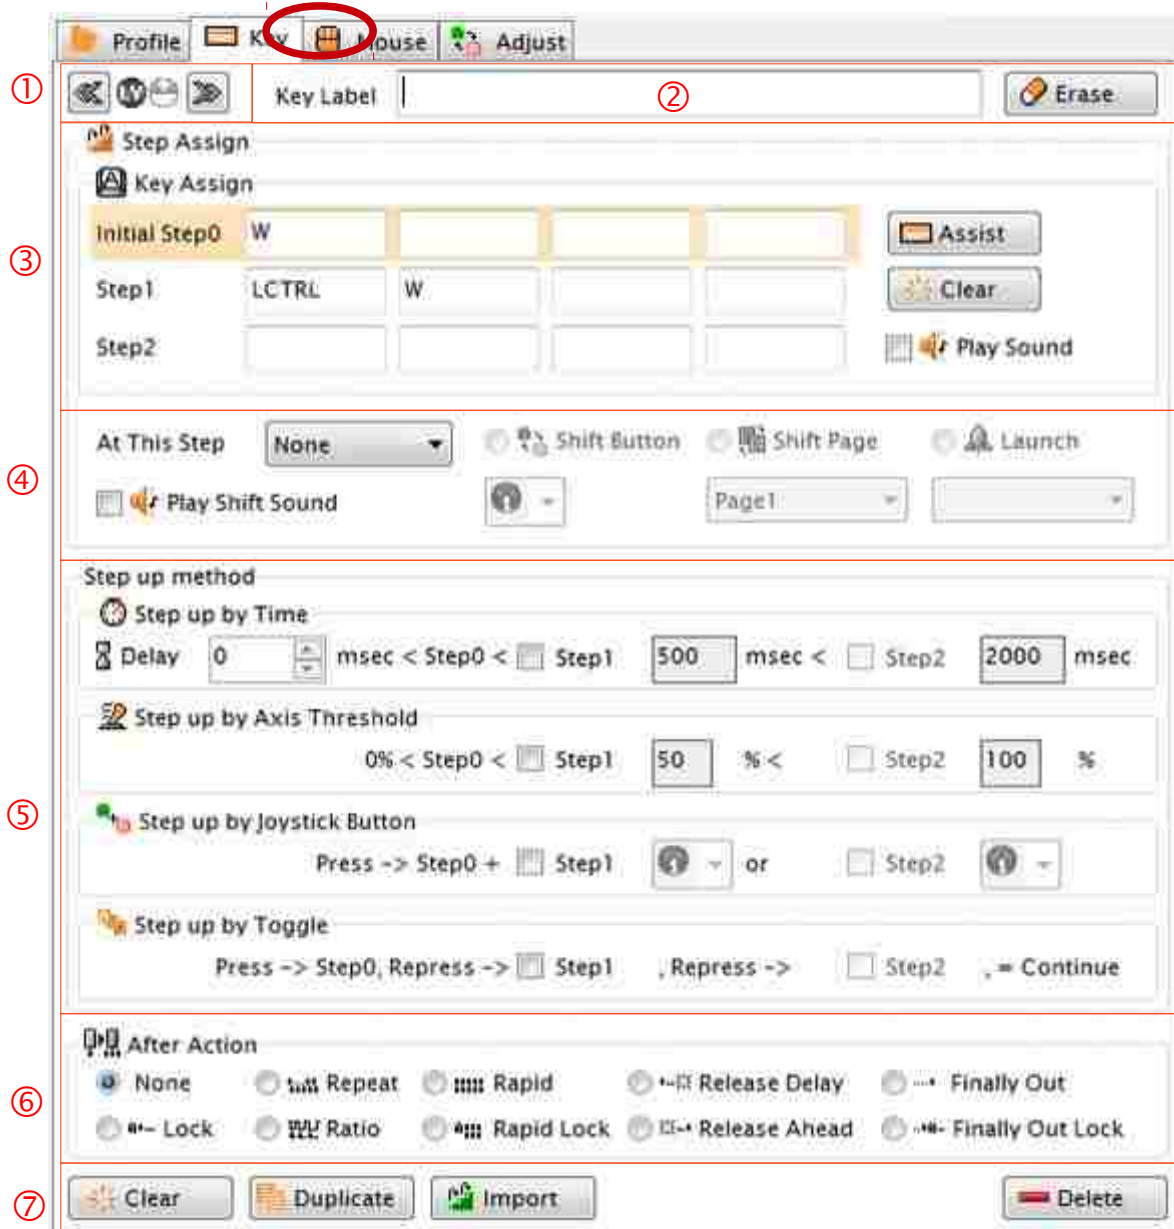 Profile Key Mouse Adjust
① Key Label ② Erase
Step Assign
Key Assign
③ Initial Step0 W Assist
Step1 LCTRL W Clear
Step2 Play Sound
④ At This Step None Shift Button Shift Page Launch
Play Shift Sound Page1
Step up method
Step up by Time
Delay 0 msec < Step0 < Step1 500 msec < Step2 2000 msec
Step up by Axis Threshold
0% < Step0 < Step1 50 % < Step2 100 %
⑤ Step up by Joystick Button
Press -> Step0 + Step1 or Step2
Step up by Toggle
Press -> Step0, Repress -> Step1 , Repress -> Step2 , = Continue
After Action
⑥ None Repeat Rapid Release Delay Finally Out
Lock Ratio Rapid Lock Release Ahead Finally Out Lock
⑦ Clear Duplicate Import Delete